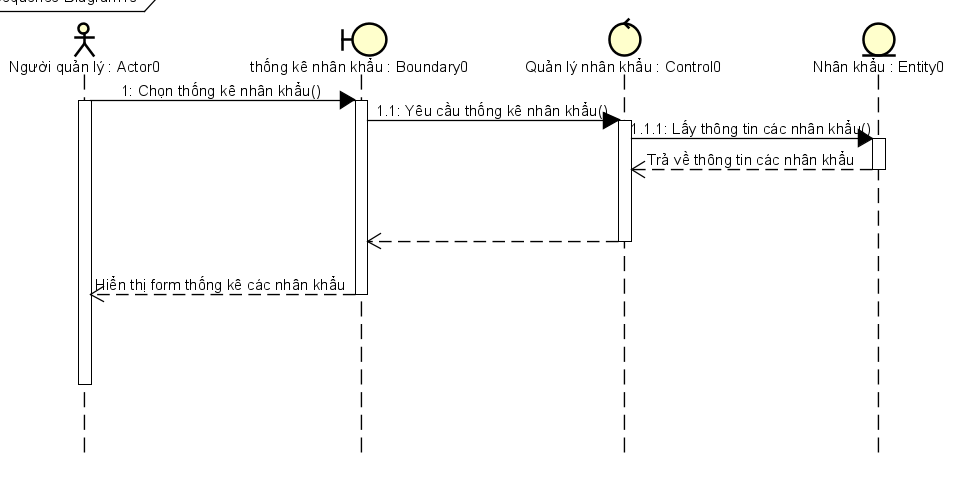 Người quản lý : Actor0
thống kê nhân khẩu : Boundary0
Quản lý nhân khẩu : Control0
Nhân khẩu : Entity0
1: Chọn thống kê nhân khẩu()
1.1: Yêu cầu thống kê nhân khẩu()
1.1.1: Lấy thông tin các nhân khẩu()
Trả về thông tin các nhân khẩu
Hiển thị form thống kê các nhân khẩu